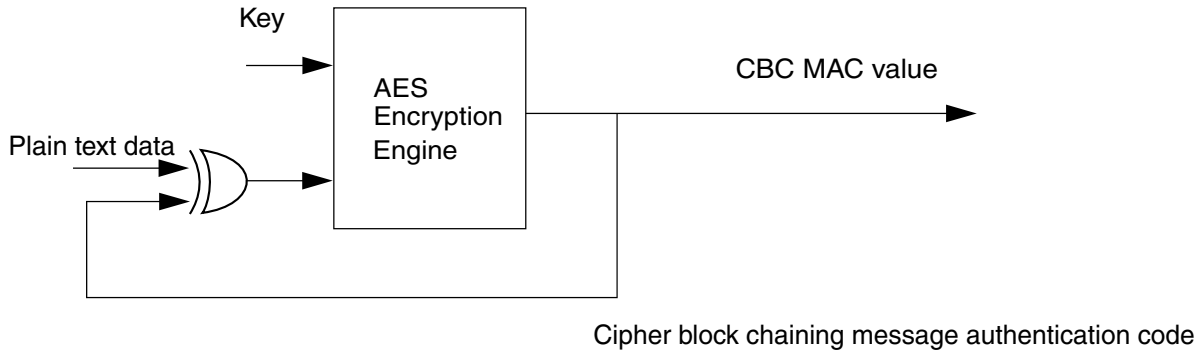 Key
AES
Encryption
Engine
CBC MAC value
Plain text data
Cipher block chaining message authentication code